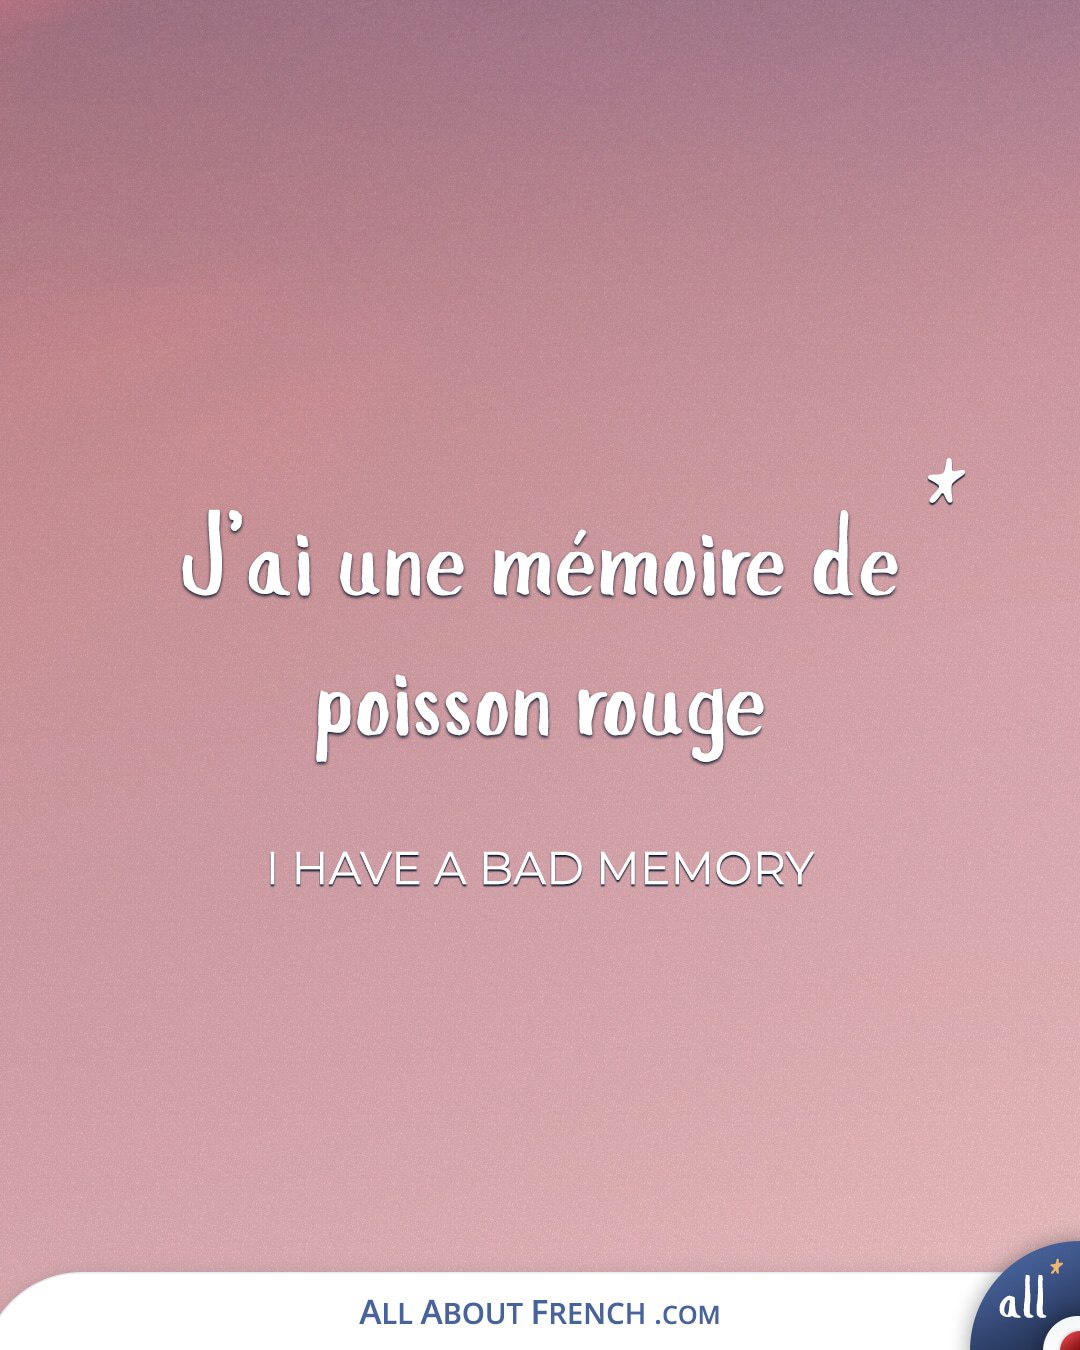 J'ai une mémoire de *
poisson rouge
I HAVE A BAD MEMORY
ALL ABOUT FRENCH .COM
all*